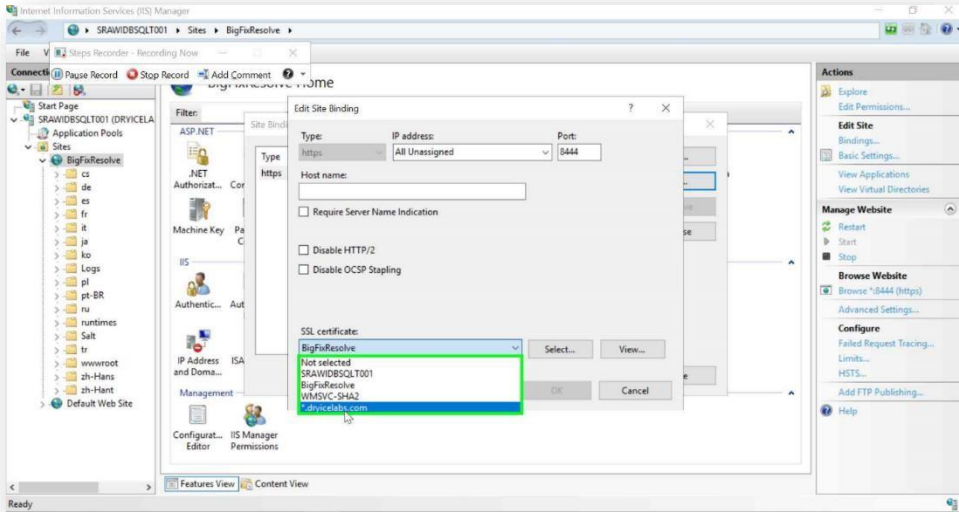 Internet Information Services (IIS) Manager
SRAWIDBSQLT001 Sites BigFixResolve
File V
Steps Recorder - Recording Now
Pause Record Stop Record Add Comment
BigFixResolve Home
Start Page
SRAWIDBSQLT001 (DRYICELA
Application Pools
Sites
BigFixResolve
cs
de
es
fr
it
ja
ko
Logs
pl
pt-BR
ru
runtimes
Salt
tr
wwwroot
zh-Hans
zh-Hant
Default Web Site
Filter:
ASP.NET
.NET
Authorizat... Cor
Machine Key Pa
C
IIS
Authentic... Aut
IP Address ISA
and Doma...
Management
Configurat... IIS Manager
Editor Permissions
Site Bindi
Type
https
Edit Site Binding ?
Type: IP address: Port:
https All Unassigned 8444
Host name:
Require Server Name Indication
Disable HTTP/2
Disable OCSP Stapling
SSL certificate:
BigFixResolve Select... View...
Not selected
SRAWIDBSQLT001
BigFixResolve
WMSVC-SHA2
*.dryicelabs.com
OK Cancel
Features View Content View
Ready
Actions
Explore
Edit Permissions...
Edit Site
Bindings...
Basic Settings...
View Applications
View Virtual Directories
Manage Website
Restart
Start
Stop
Browse Website
Browse *:8444 (https)
Advanced Settings...
Configure
Failed Request Tracing...
Limits...
HSTS...
Add FTP Publishing...
Help